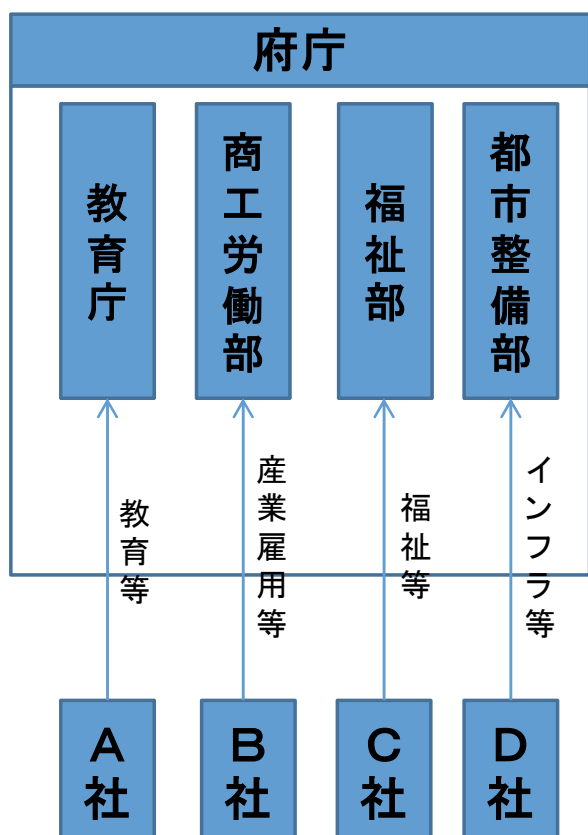 府庁
教育庁
商工労働部
福祉部
都市整備部
教育等
産業雇用等
福祉等
インフラ等
A社
B社
C社
D社